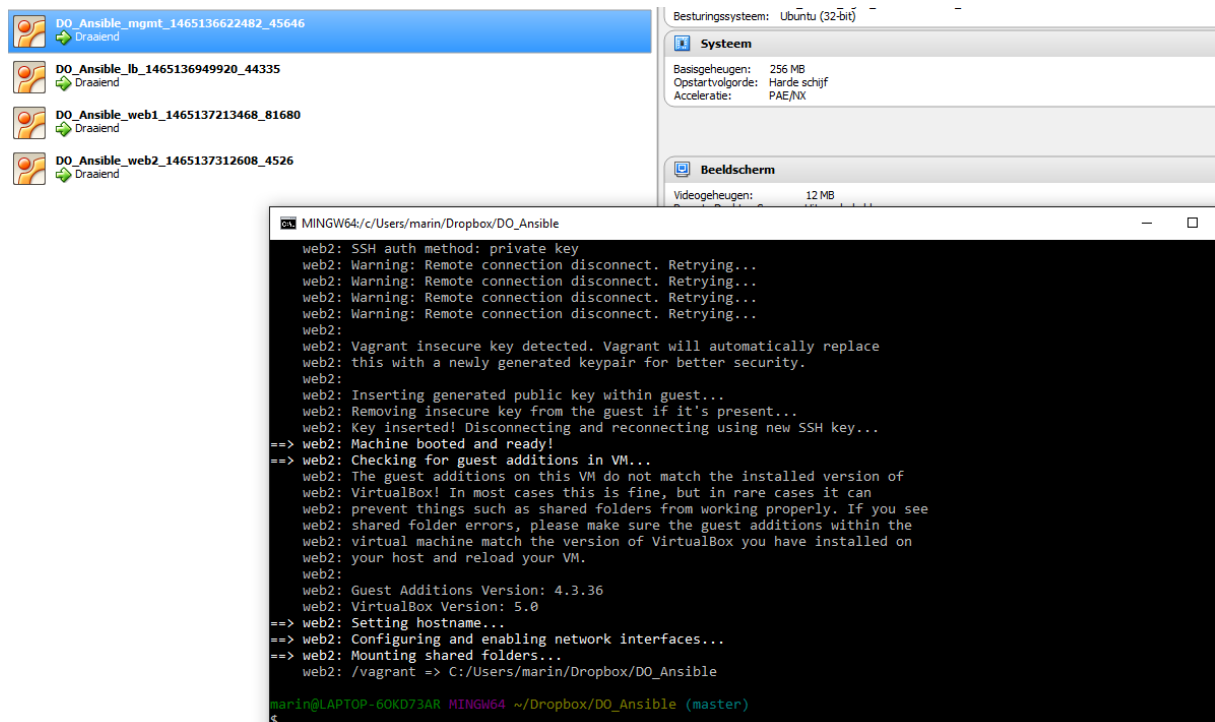 DO_Ansible_mgmt_1465136622482_45646
Draaiend
DO_Ansible_lb_1465136949920_44335
Draaiend
DO_Ansible_web1_1465137213468_81680
Draaiend
DO_Ansible_web2_1465137312608_4526
Draaiend
Besturingssysteem: Ubuntu (32-bit)
Systeem
Basisgeheugen: 256 MB
Opstartvolgorde: Harde schijf
Acceleratie: PAE/NX
Beeldscherm
Videogeheugen: 12 MB
MINGW64:/c/Users/marin/Dropbox/DO_Ansible
web2: SSH auth method: private key
web2: Warning: Remote connection disconnect. Retrying...
web2: Warning: Remote connection disconnect. Retrying...
web2: Warning: Remote connection disconnect. Retrying...
web2: Warning: Remote connection disconnect. Retrying...
web2:
web2: Vagrant insecure key detected. Vagrant will automatically replace
web2: this with a newly generated keypair for better security.
web2:
web2: Inserting generated public key within guest...
web2: Removing insecure key from the guest if it's present...
web2: Key inserted! Disconnecting and reconnecting using new SSH key...
==> web2: Machine booted and ready!
==> web2: Checking for guest additions in VM...
web2: The guest additions on this VM do not match the installed version of
web2: VirtualBox! In most cases this is fine, but in rare cases it can
web2: prevent things such as shared folders from working properly. If you see
web2: shared folder errors, please make sure the guest additions within the
web2: virtual machine match the version of VirtualBox you have installed on
web2: your host and reload your VM.
web2:
web2: Guest Additions Version: 4.3.36
web2: VirtualBox Version: 5.0
==> web2: Setting hostname...
==> web2: Configuring and enabling network interfaces...
==> web2: Mounting shared folders...
web2: /vagrant => C:/Users/marin/Dropbox/DO_Ansible
marin@LAPTOP-6OKD73AR MINGW64 ~/Dropbox/DO_Ansible (master)
$